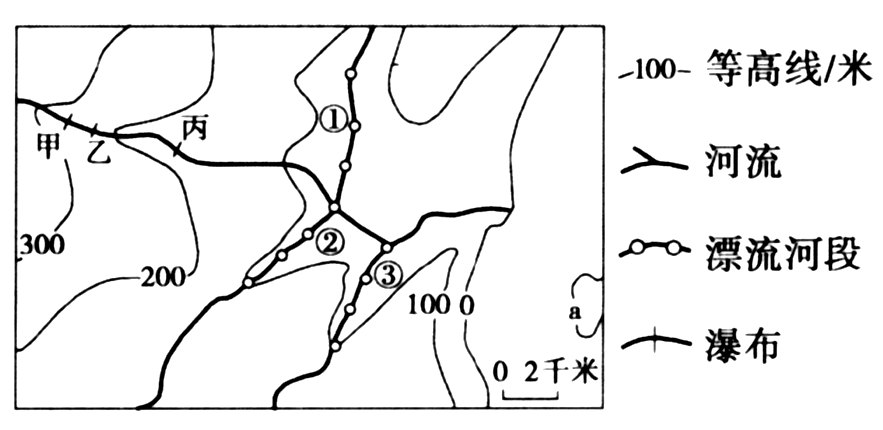 ①
甲
乙
丙
②
③
300
200
100 0
a
0 2千米
-100- 等高线/米
河流
漂流河段
瀑布